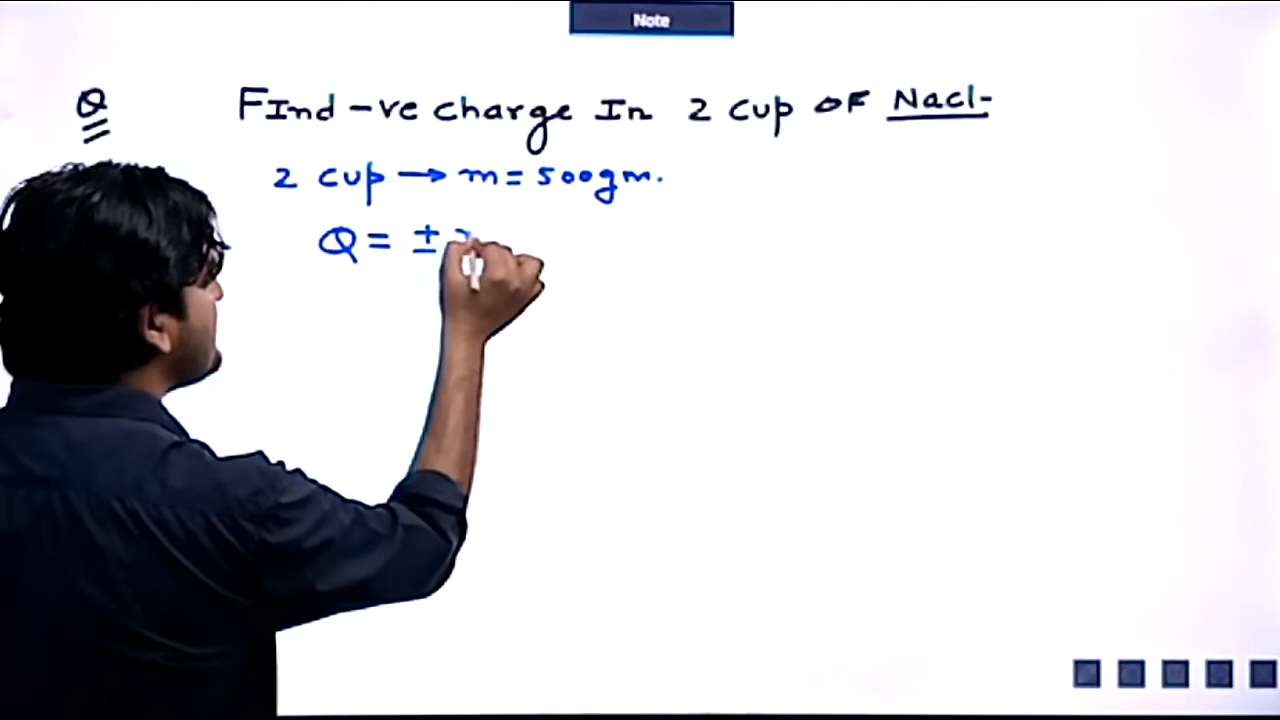 Note
Q FInd -ve charge In 2 cup OF Nacl-
2 cup → m = 500gm.
Q = ±